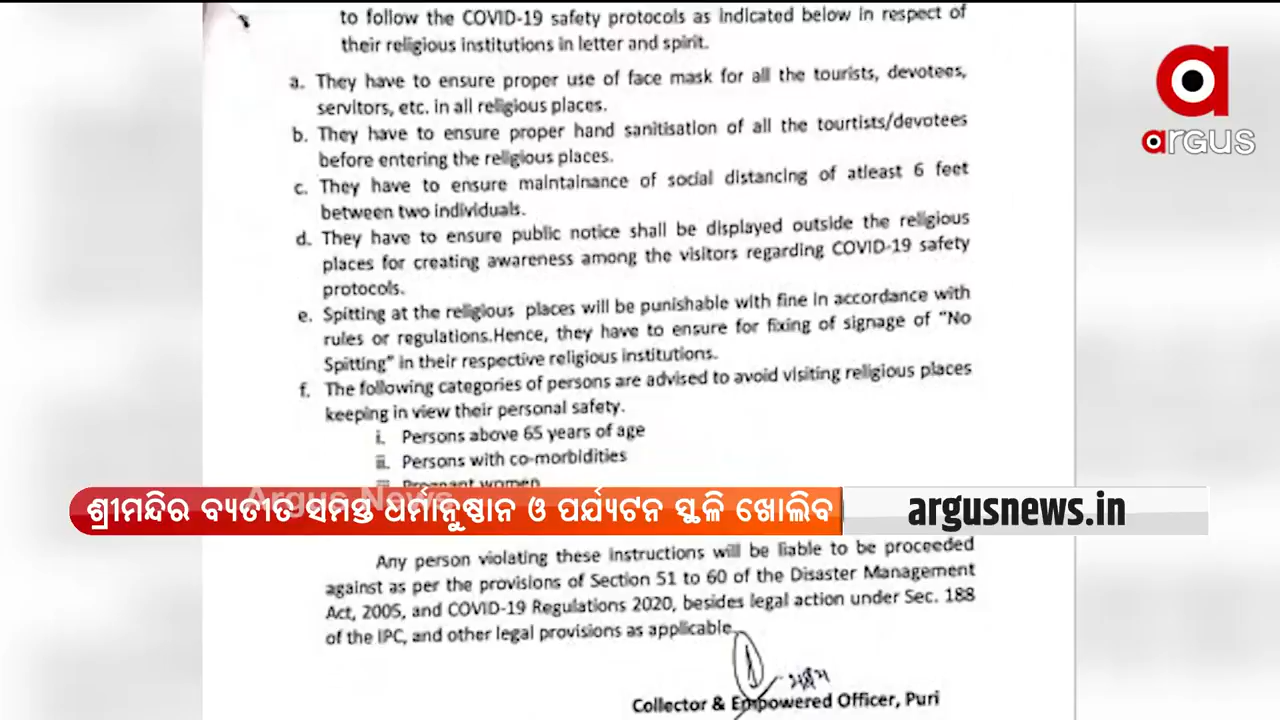 to follow the COVID-19 safety protocols as indicated below in respect of
their religious institutions in letter and spirit.
a. They have to ensure proper use of face mask for all the tourists, devotees,
servitors, etc. in all religious places.
b. They have to ensure proper hand sanitisation of all the tourtists/devotees
before entering the religious places.
c. They have to ensure maintainance of social distancing of atleast 6 feet
between two individuals.
d. They have to ensure public notice shall be displayed outside the religious
places for creating awareness among the visitors regarding COVID-19 safety
protocols.
e. Spitting at the religious places will be punishable with fine in accordance with
rules or regulations.Hence, they have to ensure for fixing of signage of "No
Spitting" in their respective religious institutions.
f. The following categories of persons are advised to avoid visiting religious places
keeping in view their personal safety.
i. Persons above 65 years of age
ii. Persons with co-morbidities
iii. Pregnant women
Argus News
ଶ୍ରୀମନ୍ଦିର ବ୍ୟତୀତ ସମସ୍ତ ଧର୍ମାନୁଷ୍ଠାନ ଓ ପର୍ଯ୍ୟଟନ ସ୍ଥଳି ଖୋଲିବ
argusnews.in
Any person violating these instructions will be liable to be proceeded
against as per the provisions of Section 51 to 60 of the Disaster Management
Act, 2005, and COVID-19 Regulations 2020, besides legal action under Sec. 188
of the IPC, and other legal provisions as applicable.
Collector & Empowered Officer, Puri
a
argus